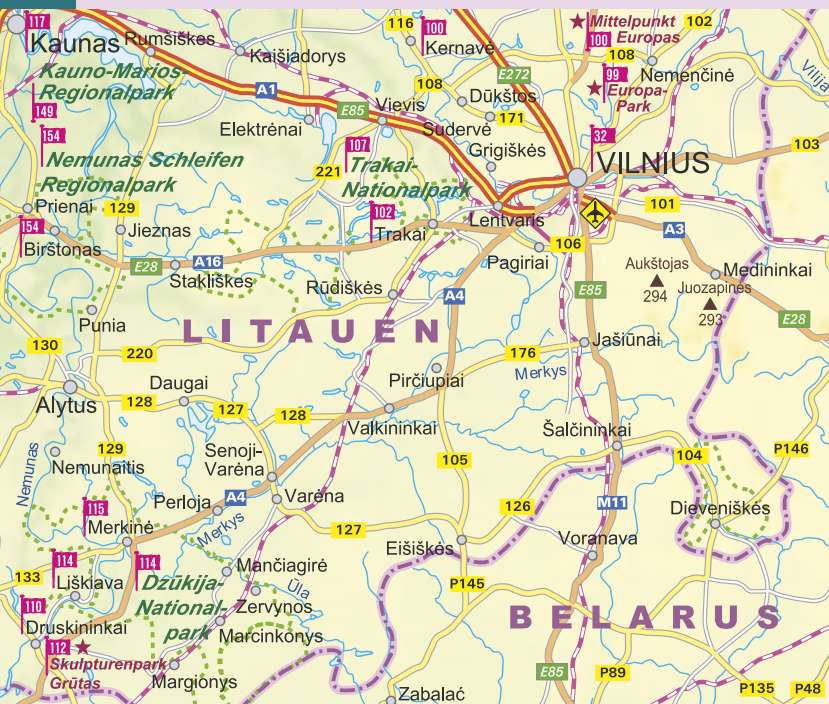 117
Kaunas
Rumšiškės
Kaišiadorys
116
100
Kernavė
Mittelpunkt
100
Europas
102
108
Nemenčinė
99
Europa-
Park
Vilija
Kauno-Marios-
Regionalpark
149
A1
E85
Vievis
108
Dūkštos
E272
171
Sudervė
Elektrėnai
154
Nemunas Schleifen
Regionalpark
107
Trakai-
Nationalpark
221
Grigiškės
32
VILNIUS
103
Prienai
129
Jieznas
154
Birštonas
102
Trakai
Lentvaris
101
A3
106
Pagiriai
E28
A16
Stakliškės
Aukštojas
294
Juozapinės
293
Medininkai
Rūdiškės
A4
E85
E28
Punia
LITAUEN
130
220
176
Jašiūnai
Merkys
Pirčiupiai
Alytus
Daugai
128
127
128
Valkininkai
129
Senoji-
Varėna
Šalčininkai
Nemunas
Nemunaitis
105
104
P146
A4
Perloja
Varėna
115
Merkinė
Merkys
126
M11
Dieveniškės
127
Eišiškės
Voranava
114
Liškiava
133
114
Dzūkija-
National-
park
Mančiagirė
Ūla
Zervynos
P145
110
Druskininkai
Marcinkonys
BELARUS
112
Skulpturenpark
Grūtas
Margionys
E85
P89
Zabalać
P135
P48